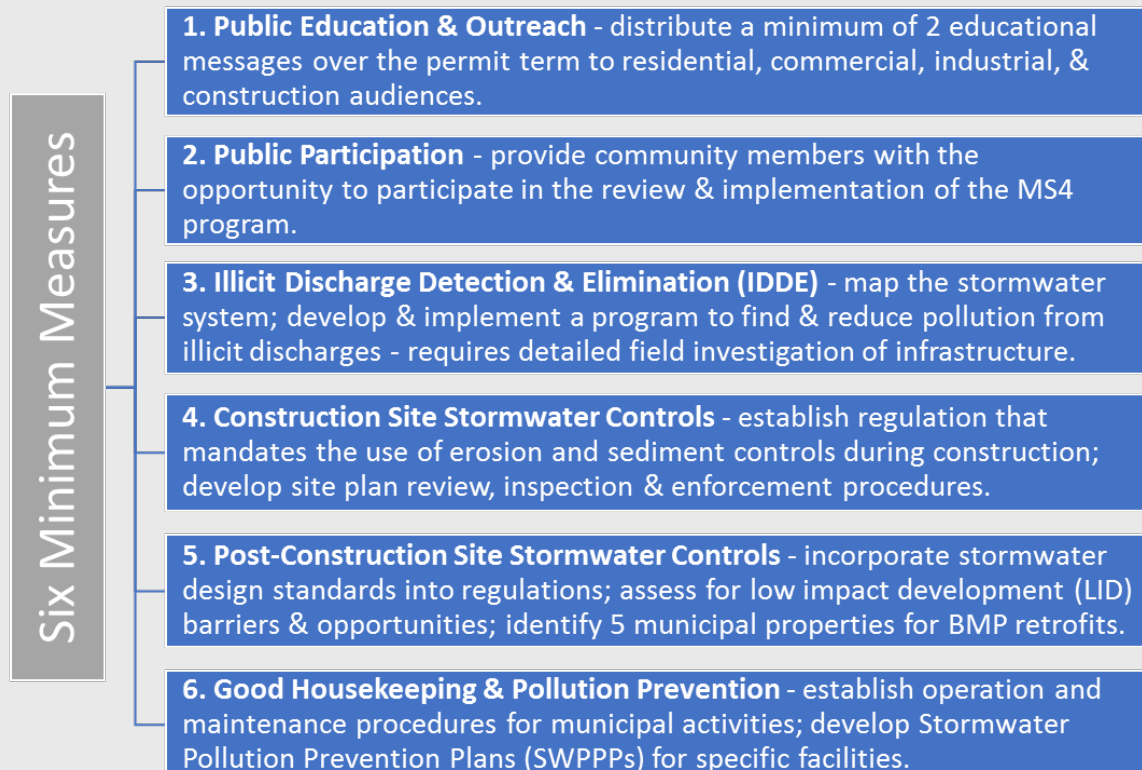 Six Minimum Measures
1. Public Education & Outreach - distribute a minimum of 2 educational
messages over the permit term to residential, commercial, industrial, &
construction audiences.
2. Public Participation - provide community members with the
opportunity to participate in the review & implementation of the MS4
program.
3. Illicit Discharge Detection & Elimination (IDDE) - map the stormwater
system; develop & implement a program to find & reduce pollution from
illicit discharges - requires detailed field investigation of infrastructure.
4. Construction Site Stormwater Controls - establish regulation that
mandates the use of erosion and sediment controls during construction;
develop site plan review, inspection & enforcement procedures.
5. Post-Construction Site Stormwater Controls - incorporate stormwater
design standards into regulations; assess for low impact development (LID)
barriers & opportunities; identify 5 municipal properties for BMP retrofits.
6. Good Housekeeping & Pollution Prevention - establish operation and
maintenance procedures for municipal activities; develop Stormwater
Pollution Prevention Plans (SWPPPs) for specific facilities.